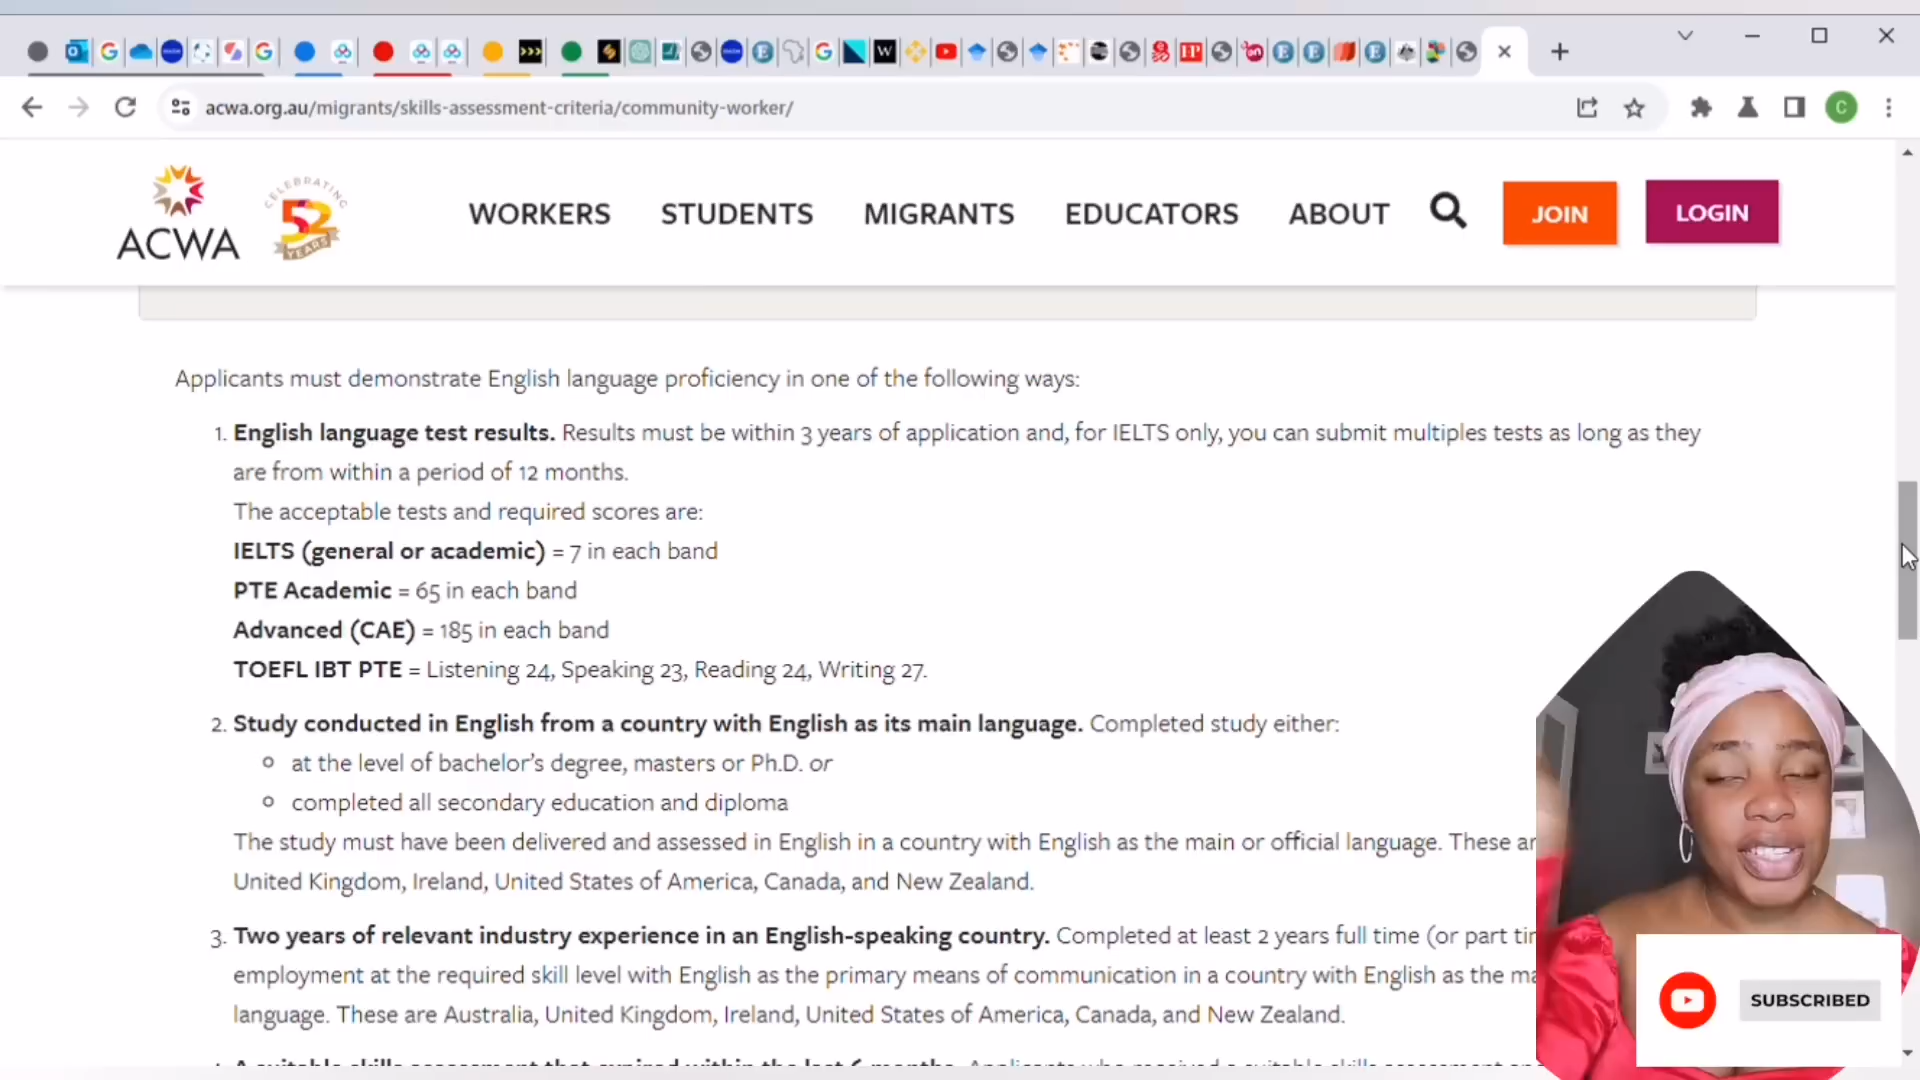 acwa.org.au/migrants/skills-assessment-criteria/community-worker/
C
ACWA
CELEBRATING
52
YEARS
WORKERS STUDENTS MIGRANTS EDUCATORS ABOUT JOIN LOGIN
Applicants must demonstrate English language proficiency in one of the following ways:
1. English language test results. Results must be within 3 years of application and, for IELTS only, you can submit multiples tests as long as they
are from within a period of 12 months.
The acceptable tests and required scores are:
IELTS (general or academic) = 7 in each band
PTE Academic = 65 in each band
Advanced (CAE) = 185 in each band
TOEFL IBT PTE = Listening 24, Speaking 23, Reading 24, Writing 27.
2. Study conducted in English from a country with English as its main language. Completed study either:
at the level of bachelor's degree, masters or Ph.D. or
completed all secondary education and diploma
The study must have been delivered and assessed in English in a country with English as the main or official language. These
United Kingdom, Ireland, United States of America, Canada, and New Zealand.
3. Two years of relevant industry experience in an English-speaking country. Completed at least 2 years full time (or part
employment at the required skill level with English as the primary means of communication in a country with English as the
language. These are Australia, United Kingdom, Ireland, United States of America, Canada, and New Zealand.
SUBSCRIBED